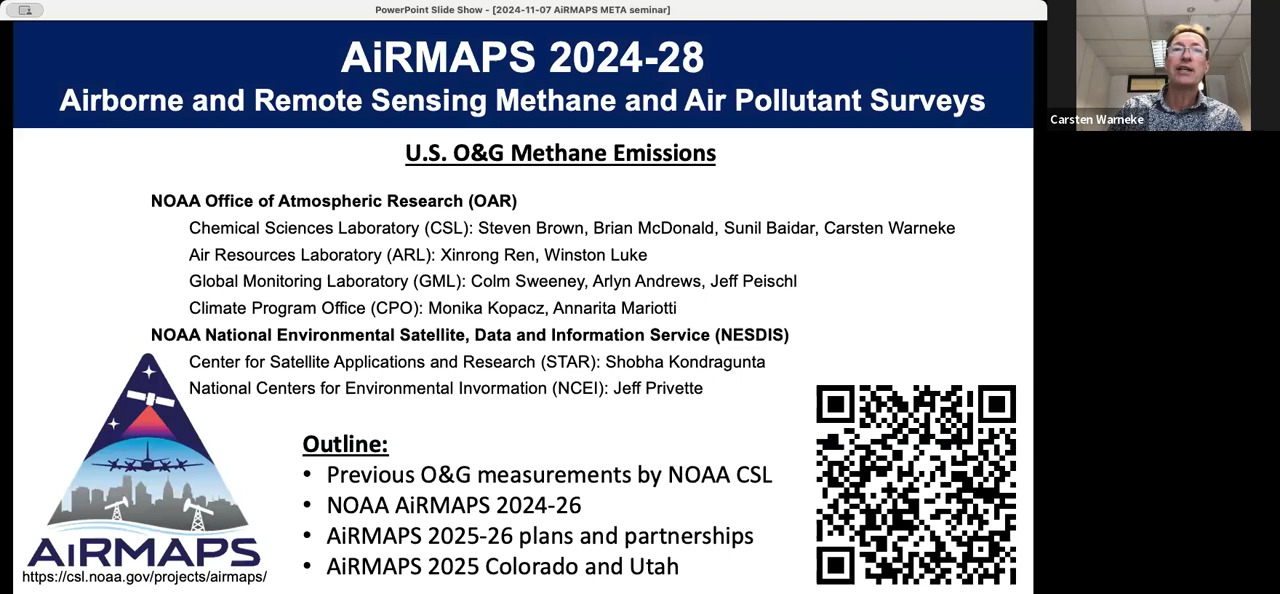 PowerPoint Slide Show - [2024-11-07 AiRMAPS META seminar]
AiRMAPS 2024-28
Airborne and Remote Sensing Methane and Air Pollutant Surveys
Carsten Warneke
U.S. O&G Methane Emissions
NOAA Office of Atmospheric Research (OAR)
Chemical Sciences Laboratory (CSL): Steven Brown, Brian McDonald, Sunil Baidar, Carsten Warneke
Air Resources Laboratory (ARL): Xinrong Ren, Winston Luke
Global Monitoring Laboratory (GML): Colm Sweeney, Arlyn Andrews, Jeff Peischl
Climate Program Office (CPO): Monika Kopacz, Annarita Mariotti
NOAA National Environmental Satellite, Data and Information Service (NESDIS)
Center for Satellite Applications and Research (STAR): Shobha Kondragunta
National Centers for Environmental Invormation (NCEI): Jeff Privette
Outline:
• Previous O&G measurements by NOAA CSL
• NOAA AiRMAPS 2024-26
• AiRMAPS 2025-26 plans and partnerships
• AiRMAPS 2025 Colorado and Utah
AiRMAPS
https://csl.noaa.gov/projects/airmaps/